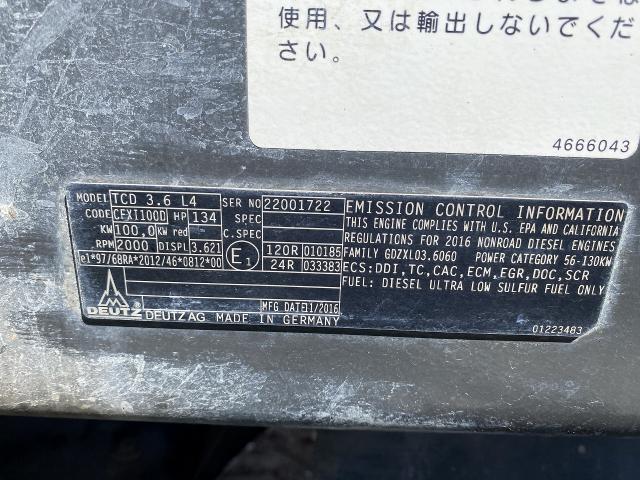 使用、又は輸出しないでくだ
さい。
4666043
MODEL TCD 3.6 L4 SER NO 22001722
CODE CFXT100D HP 134 SPEC
KW 100,0 KW red C.SPEC
RPM 2000 DISPL 3.621 E1 120R 010185
e1*97/68RA*2012/46*0812*00 24R 033383
MFG DATE 11/2016
DEUTZ DEUTZ AG MADE IN GERMANY
EMISSION CONTROL INFORMATION
THIS ENGINE COMPLIES WITH U.S. EPA AND CALIFORNIA
REGULATIONS FOR 2016 NONROAD DIESEL ENGINES
FAMILY GDZXL03.6060 POWER CATEGORY 56-130KW
ECS: DDI, TC, CAC, ECM, EGR, DOC, SCR
FUEL: DIESEL ULTRA LOW SULFUR FUEL ONLY
01223483